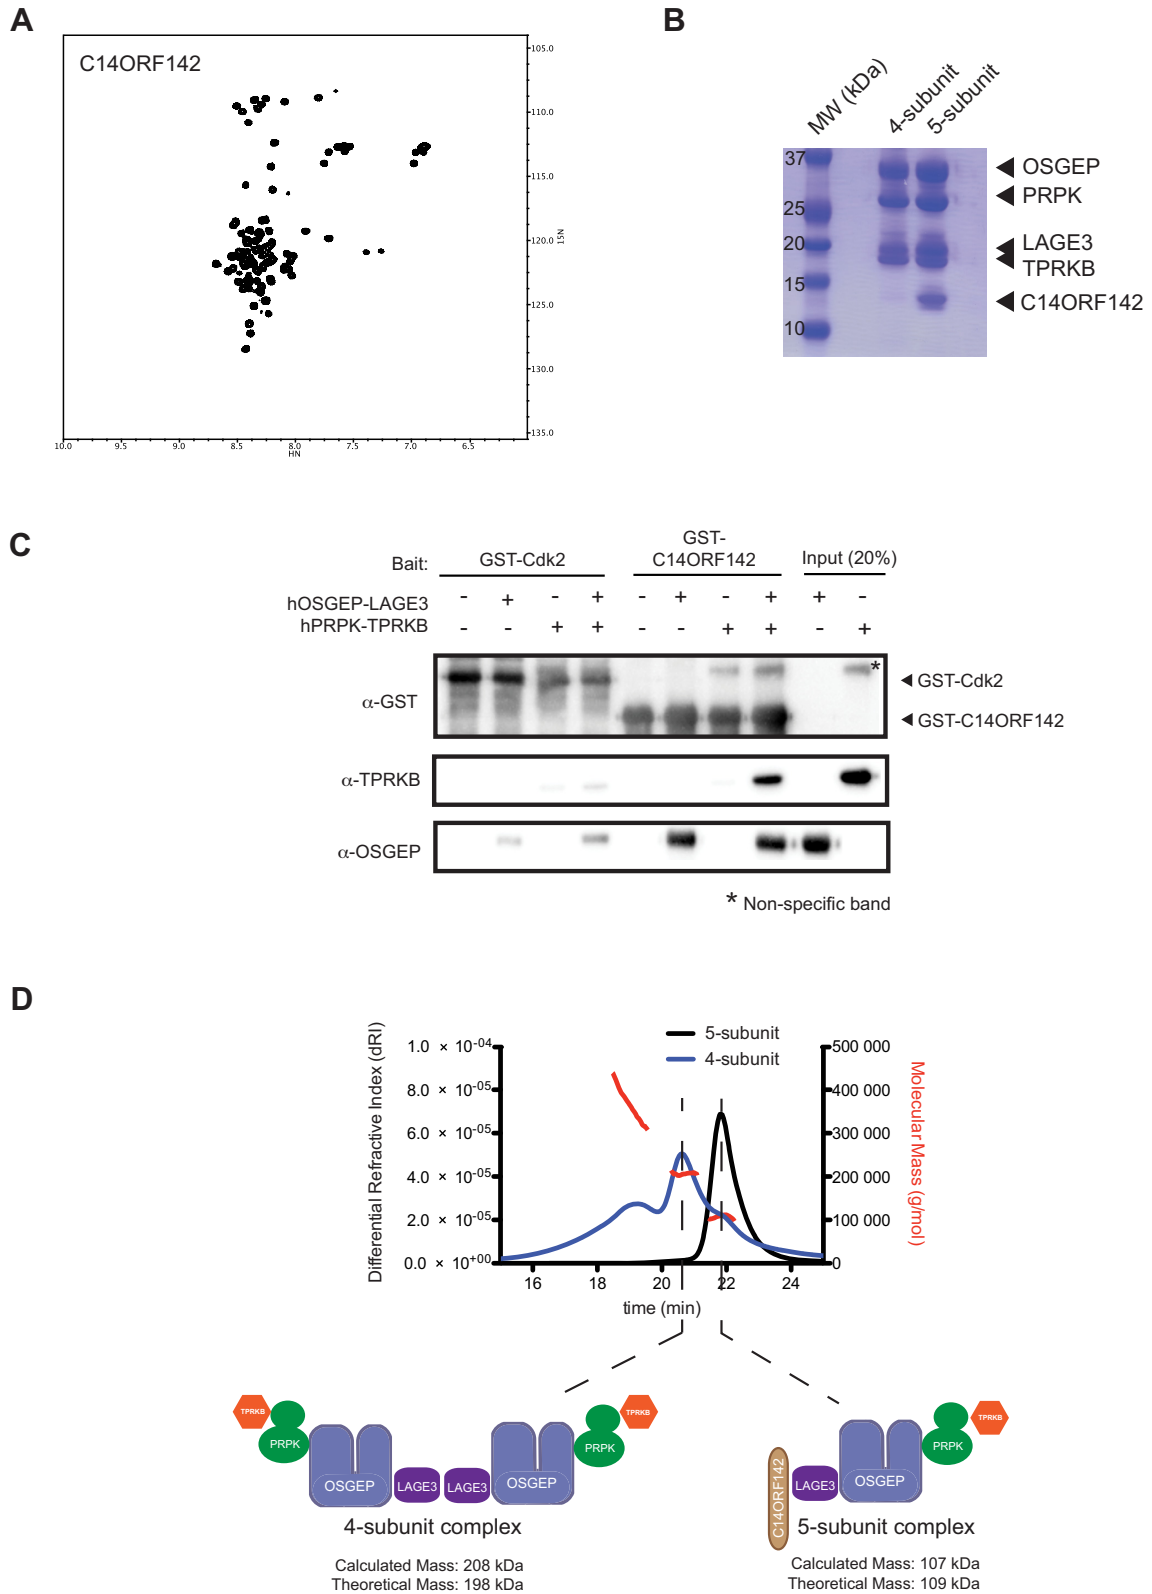 A
C14ORF142
105.0
110.0
115.0
120.0
125.0
130.0
135.0
15N
10.0 9.5 9.0 8.5 8.0 7.5 7.0 6.5
HN
B
MW (kDa) 4-subunit 5-subunit
37
25
20
15
10
OSGEP
PRPK
LAGE3
TPRKB
C14ORF142
C
Bait: GST-Cdk2 GST-C14ORF142 Input (20%)
hOSGEP-LAGE3 - + - + - + - + + -
hPRPK-TPRKB - - + + - - + + - +
α-GST
*
GST-Cdk2
GST-C14ORF142
α-TPRKB
α-OSGEP
* Non-specific band
D
5-subunit
4-subunit
Differential Refractive Index (dRI)
1.0 × 10-04
8.0 × 10-05
6.0 × 10-05
4.0 × 10-05
2.0 × 10-05
0.0 × 10+00
500 000
400 000
300 000
200 000
100 000
0
Molecular Mass (g/mol)
16 18 20 22 24
time (min)
TPRKB
PRPK
OSGEP
LAGE3
LAGE3
OSGEP
PRPK
TPRKB
4-subunit complex
Calculated Mass: 208 kDa
Theoretical Mass: 198 kDa
C14ORF142
LAGE3
OSGEP
PRPK
TPRKB
5-subunit complex
Calculated Mass: 107 kDa
Theoretical Mass: 109 kDa